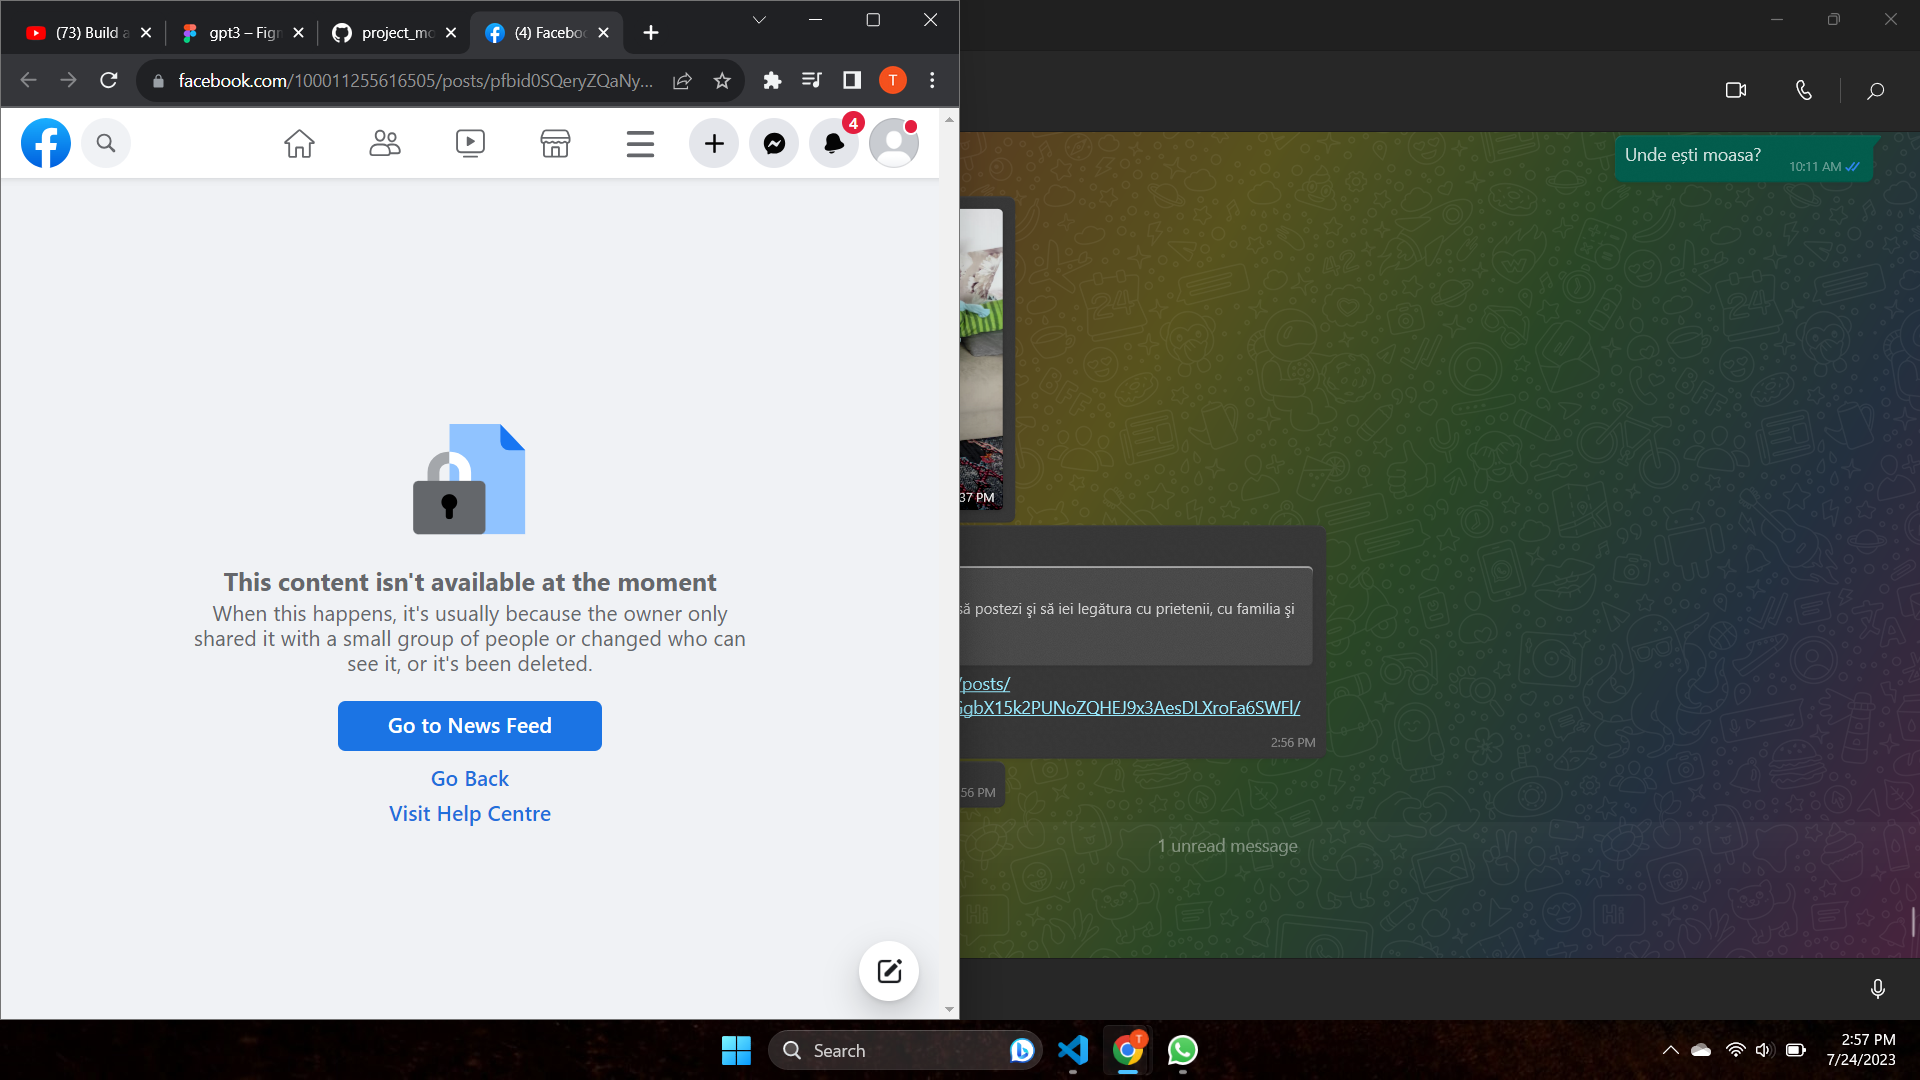 (73) Build a
gpt3 – Figm
project_mo
(4) Facebo
facebook.com/100011255616505/posts/pfbid0SQeryZQaNy...
T
4
This content isn't available at the moment
When this happens, it's usually because the owner only
shared it with a small group of people or changed who can
see it, or it's been deleted.
Go to News Feed
Go Back
Visit Help Centre
Unde ești moasa?
10:11 AM
37 PM
să postezi şi să iei legătura cu prietenii, cu familia şi
/posts/
gbX15k2PUNoZQHEJ9x3AesDLXroFa6SWFl/
2:56 PM
56 PM
1 unread message
Search
T
2:57 PM
7/24/2023